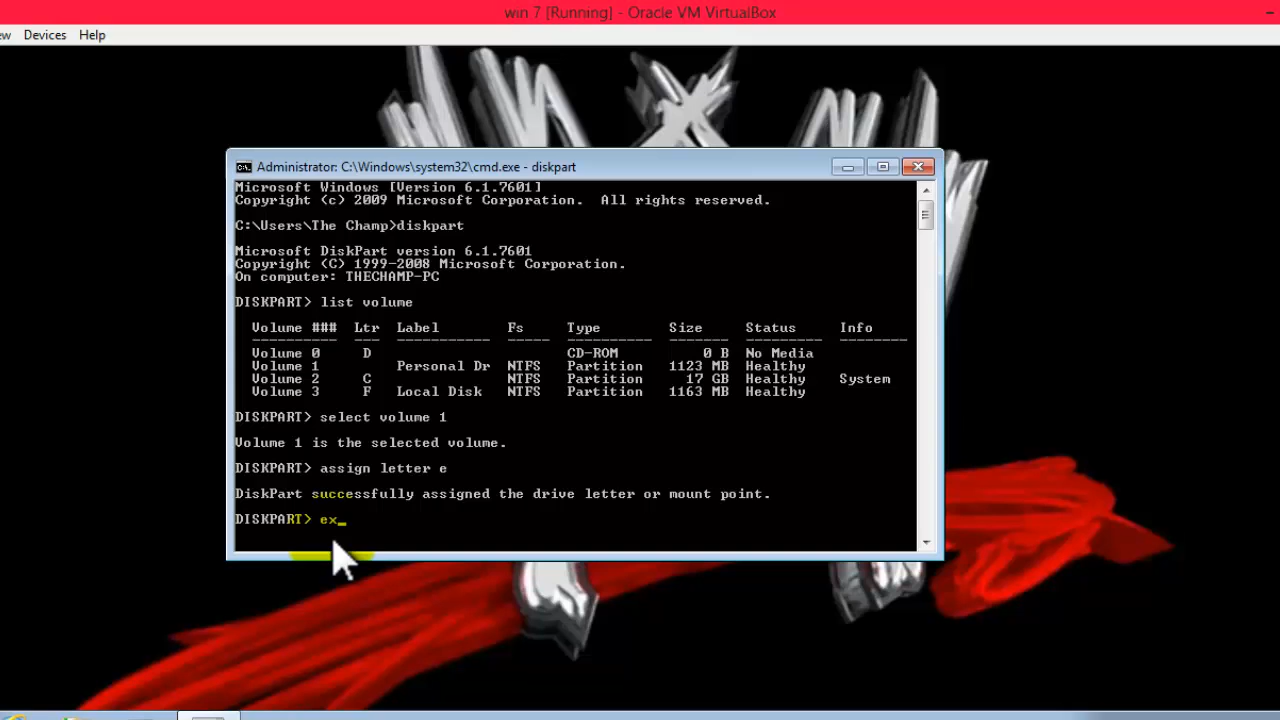 win 7 [Running] - Oracle VM VirtualBox
ew Devices Help
Administrator: C:\Windows\system32\cmd.exe - diskpart
Microsoft Windows [Version 6.1.7601]
Copyright (c) 2009 Microsoft Corporation.  All rights reserved.
C:\Users\The Champ>diskpart
Microsoft DiskPart version 6.1.7601
Copyright (C) 1999-2008 Microsoft Corporation.
On computer: THECHAMP-PC
DISKPART> list volume
Volume ###  Ltr  Label        Fs     Type        Size     Status     Info
----------  ---  -----------  -----  ----------  -------  ---------  --------
Volume 0     D                       CD-ROM          0 B  No Media
Volume 1         Personal Dr  NTFS   Partition   1123 MB  Healthy
Volume 2     C                NTFS   Partition     17 GB  Healthy    System
Volume 3     F   Local Disk   NTFS   Partition   1163 MB  Healthy
DISKPART> select volume 1
Volume 1 is the selected volume.
DISKPART> assign letter e
DiskPart successfully assigned the drive letter or mount point.
DISKPART> ex_